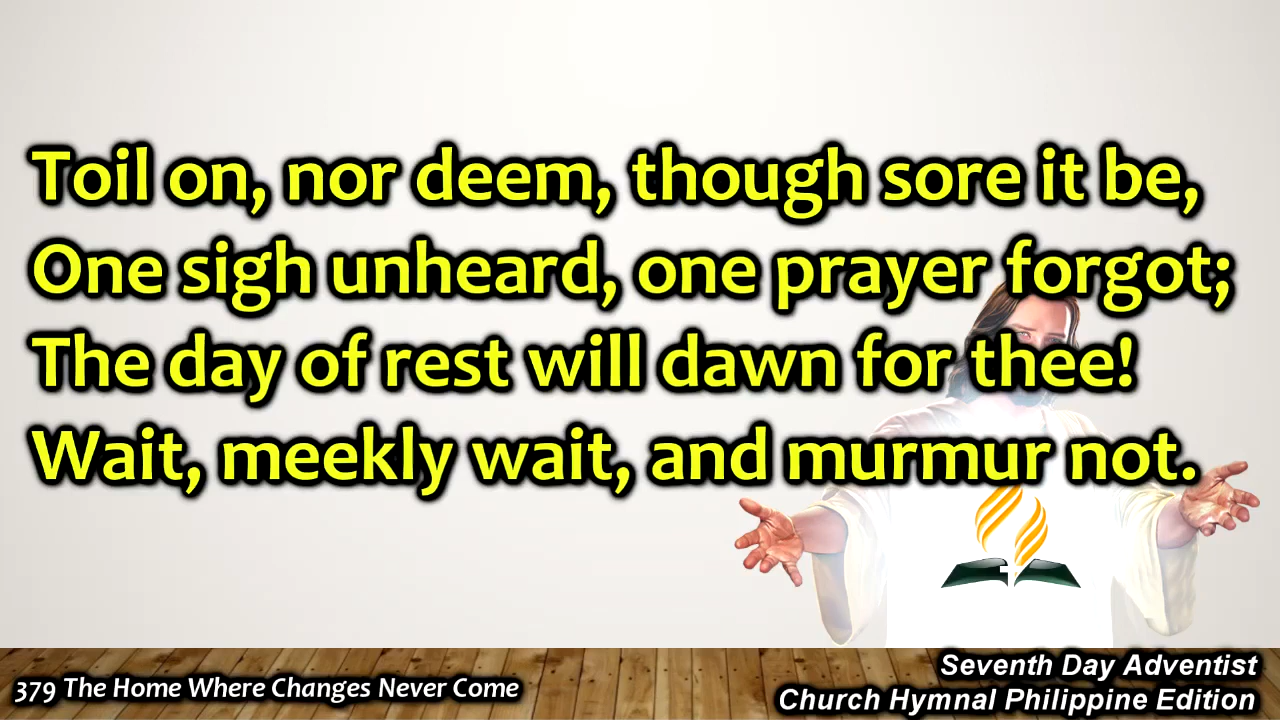 Toil on, nor deem, though sore it be,
One sigh unheard, one prayer forgot;
The day of rest will dawn for thee!
Wait, meekly wait, and murmur not.
379 The Home Where Changes Never Come
Seventh Day Adventist
Church Hymnal Philippine Edition